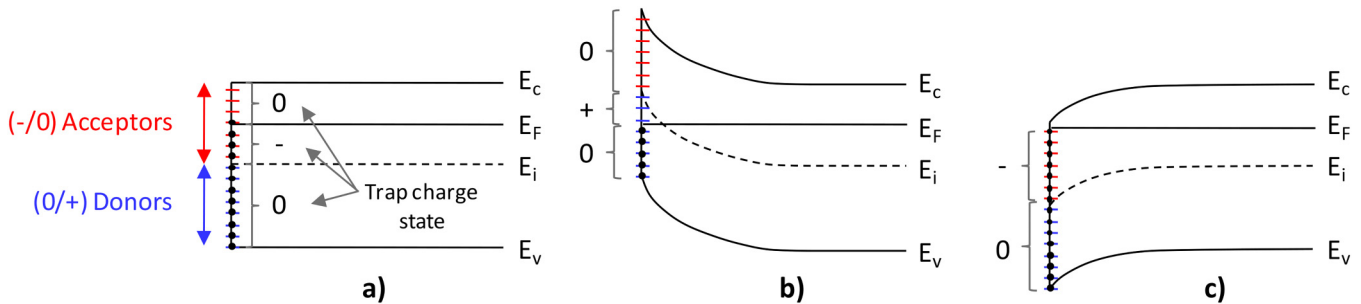 (-/0) Acceptors
(0/+) Donors
0
-
0
Trap charge
state
E_c
E_F
E_i
E_v
a)
0
+
0
E_c
E_F
E_i
E_v
b)
-
0
E_c
E_F
E_i
E_v
c)